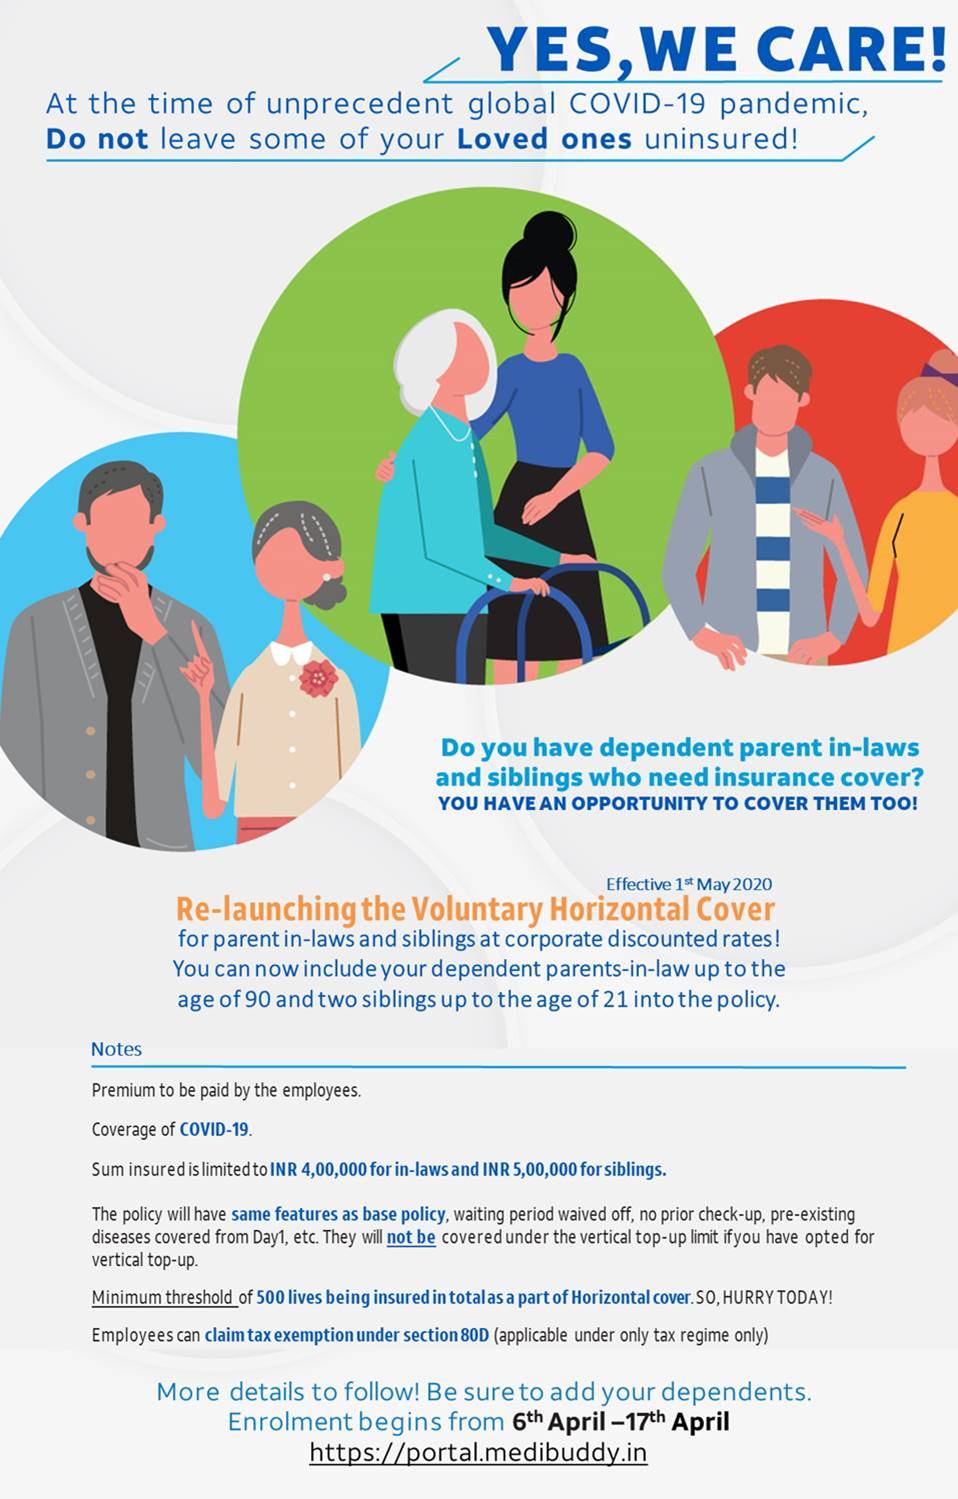 YES, WE CARE!
At the time of unprecedent global COVID-19 pandemic,
Do not leave some of your Loved ones uninsured!
Do you have dependent parent in-laws
and siblings who need insurance cover?
YOU HAVE AN OPPORTUNITY TO COVER THEM TOO!
Effective 1st May 2020
Re-launching the Voluntary Horizontal Cover
for parent in-laws and siblings at corporate discounted rates!
You can now include your dependent parents-in-law up to the
age of 90 and two siblings up to the age of 21 into the policy.
Notes
Premium to be paid by the employees.
Coverage of COVID-19.
Sum insured is limited to INR 4,00,000 for in-laws and INR 5,00,000 for siblings.
The policy will have same features as base policy, waiting period waived off, no prior check-up, pre-existing
diseases covered from Day1, etc. They will not be covered under the vertical top-up limit if you have opted for
vertical top-up.
Minimum threshold of 500 lives being insured in total as a part of Horizontal cover. SO, HURRY TODAY!
Employees can claim tax exemption under section 80D (applicable under only tax regime only)
More details to follow! Be sure to add your dependents.
Enrolment begins from 6th April – 17th April
https://portal.medibuddy.in